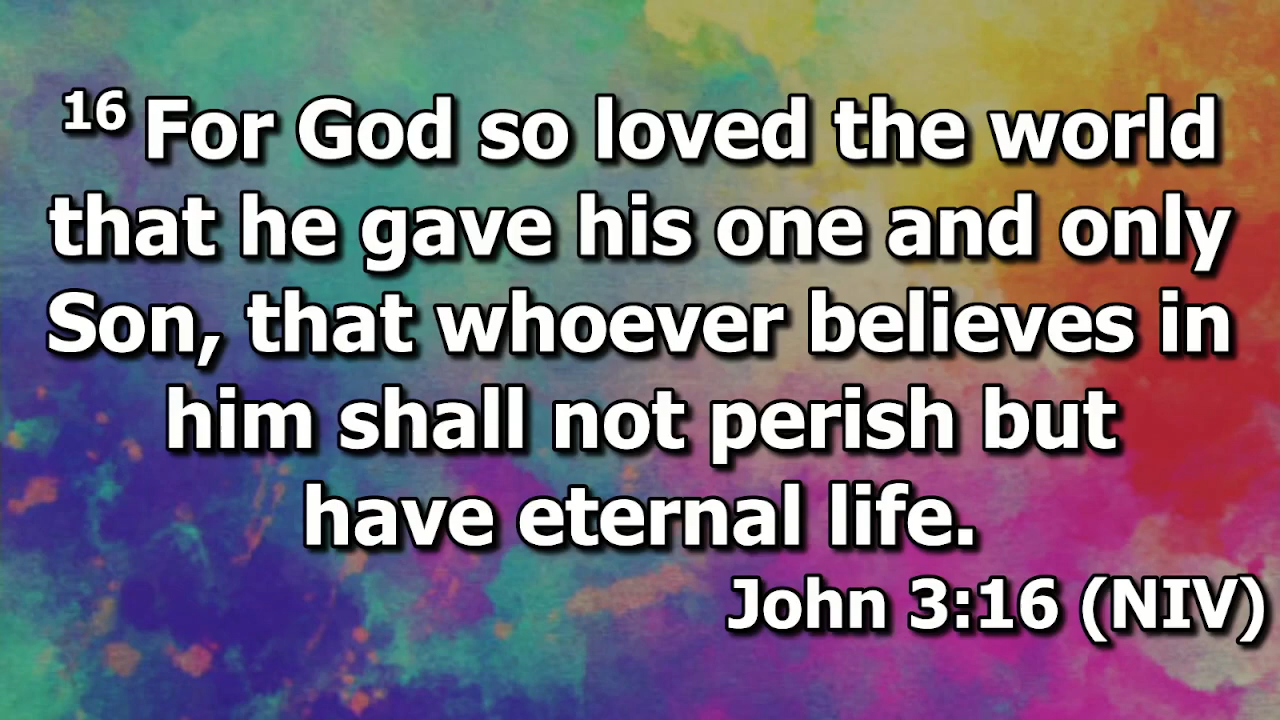 16 For God so loved the world
that he gave his one and only
Son, that whoever believes in
him shall not perish but
have eternal life.
John 3:16 (NIV)